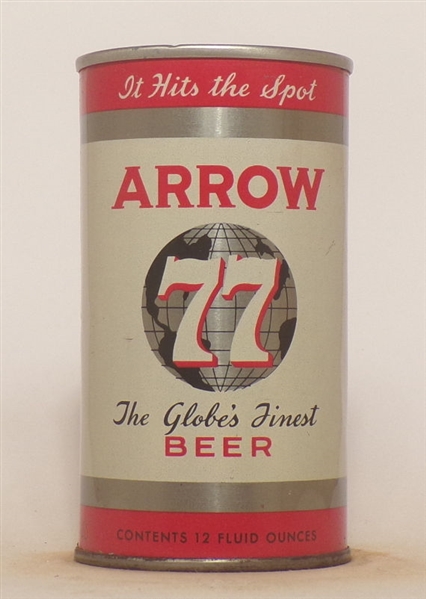 It Hits the Spot
ARROW
77
The Globe's Finest
BEER
CONTENTS 12 FLUID OUNCES